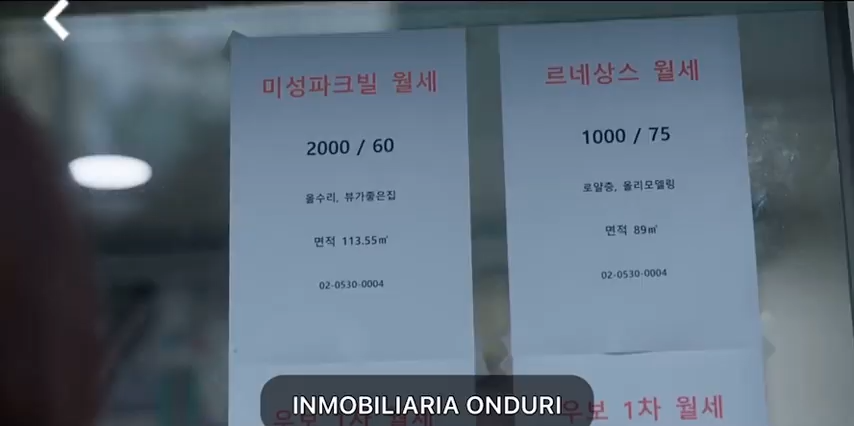 미성파크빌 월세
2000 / 60
올수리, 뷰가좋은집
면적 113.55㎡
02-0530-0004
르네상스 월세
1000 / 75
로얄층, 올리모델링
면적 89㎡
02-0530-0004
우보 1차 월세
INMOBILIARIA ONDURI